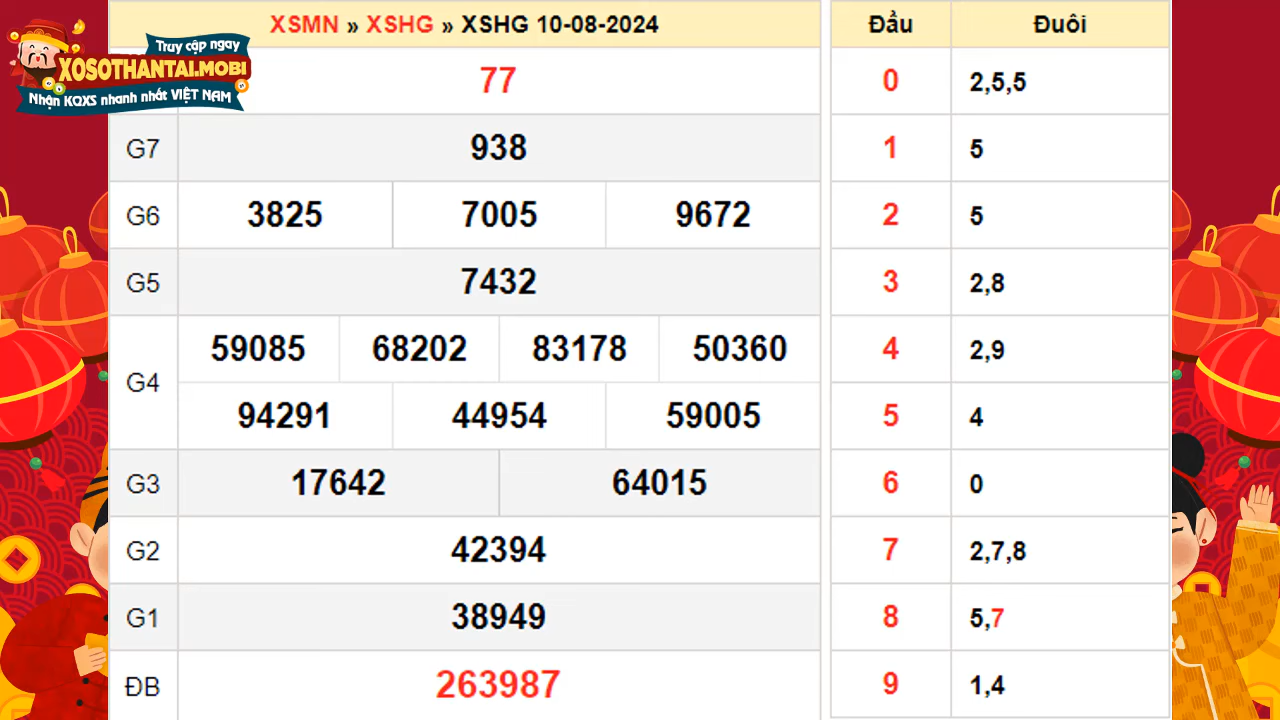 XSMN » XSHG » XSHG 10-08-2024
Truy cập ngay
XOSOTHANTAI.MOBI
Nhận KQXS nhanh nhất VIỆT NAM
77
G7 938
G6 3825 7005 9672
G5 7432
G4 59085 68202 83178 50360
94291 44954 59005
G3 17642 64015
G2 42394
G1 38949
ĐB 263987
Đầu Đuôi
0 2,5,5
1 5
2 5
3 2,8
4 2,9
5 4
6 0
7 2,7,8
8 5,7
9 1,4